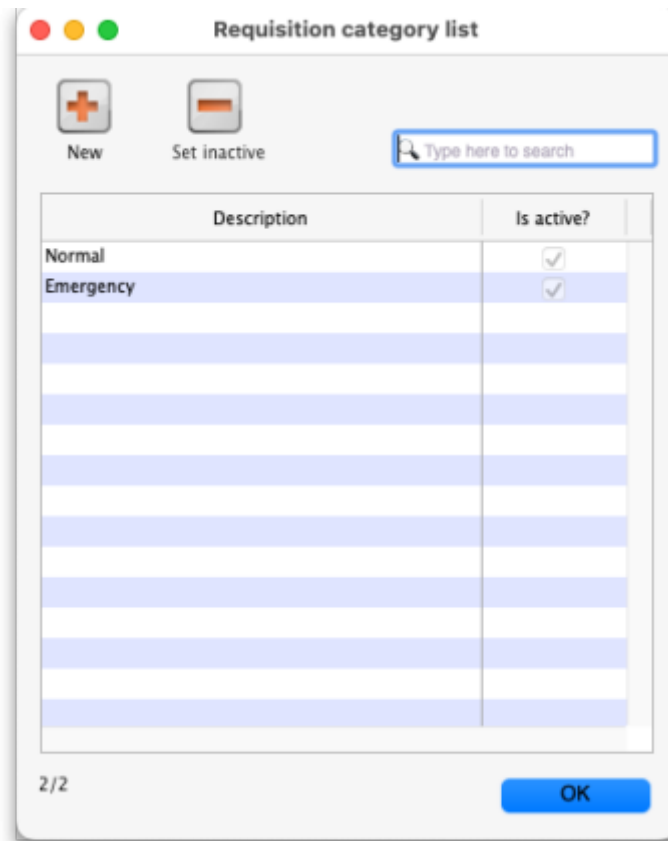 Requisition category list
New
Set inactive
Type here to search
Description
Is active?
Normal
Emergency
2/2
OK